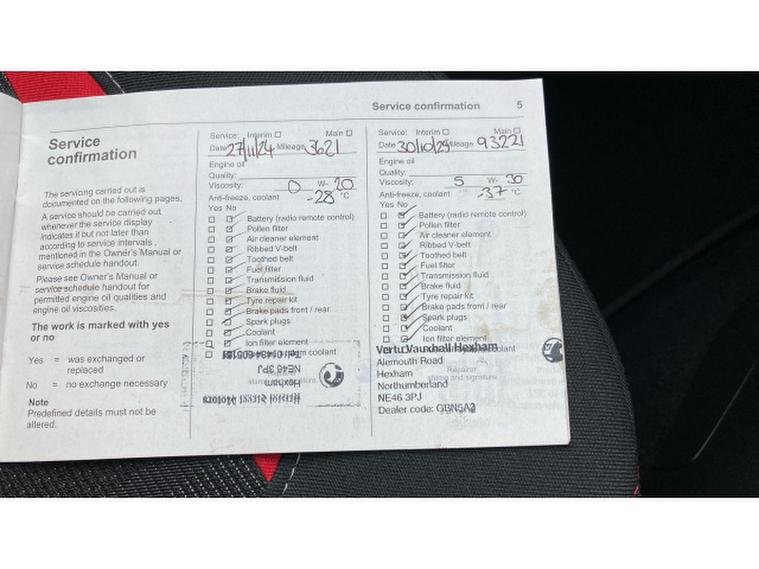 Service confirmation 5
Service
confirmation
The servicing carried out is
documented on the following pages.
A service should be carried out
whenever the service display
indicates it but not later than
according to service intervals
mentioned in the Owner's Manual or
service schedule handout.
Please see Owner's Manual or
service schedule handout for
permitted engine oil qualities and
engine oil viscosities.
The work is marked with yes
or no
Yes = was exchanged or
replaced
No = no exchange necessary
Note
Predefined details must not be
altered.
Service: Interim Main
Date 27/11/24 Mileage 3621
Engine oil
Quality:
Viscosity: 0 W- 20
Anti-freeze, coolant -28 °C
Yes No
Battery (radio remote control)
Pollen filter
Air cleaner element
Ribbed V-belt
Toothed belt
Fuel filter
Transmission fluid
Brake fluid
Tyre repair kit
Brake pads front / rear
Spark plugs
Coolant
Ion filter element
Tel: 01434 605151
NE46 3PJ
Hexham
Service: Interim Main
Date 30/10/25 Mileage 93221
Engine oil
Quality:
Viscosity: 5 W- 30
Anti-freeze, coolant -37 °C
Yes No
Battery (radio remote control)
Pollen filter
Air cleaner element
Ribbed V-belt
Toothed belt
Fuel filter
Transmission fluid
Brake fluid
Tyre repair kit
Brake pads front / rear
Spark plugs
Coolant
Ion filter element
Vertu Vauxhall Hexham
Alemouth Road
Hexham
Northumberland
NE46 3PJ
Dealer code: